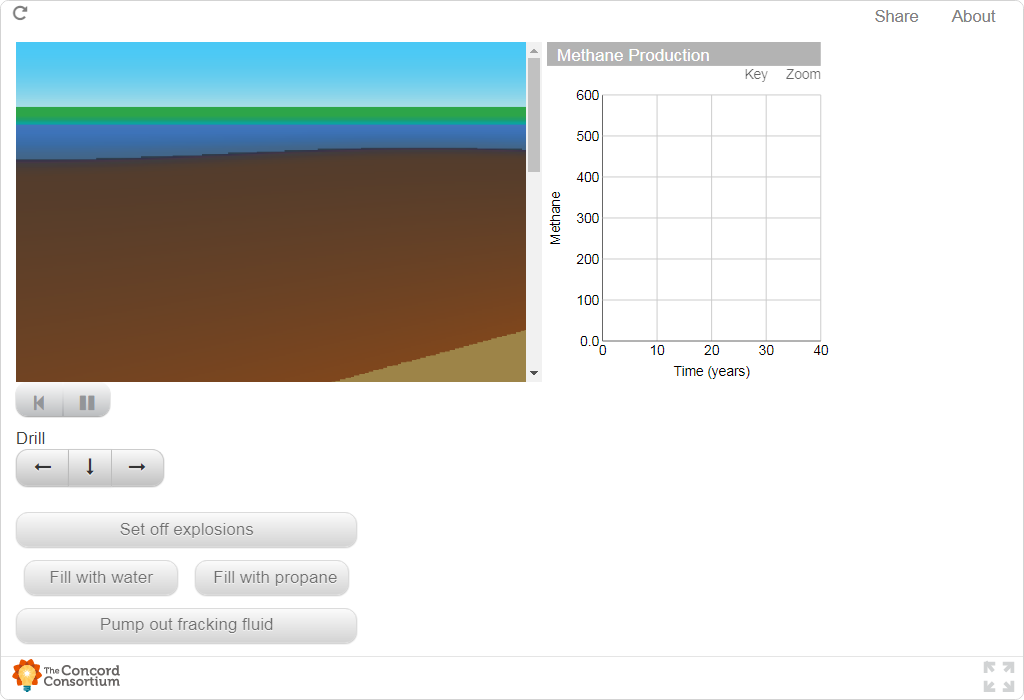 Share About
Methane Production
Key Zoom
600
500
400
300
200
100
0.0
Methane
0 10 20 30 40
Time (years)
Drill
Set off explosions
Fill with water Fill with propane
Pump out fracking fluid
The Concord
Consortium